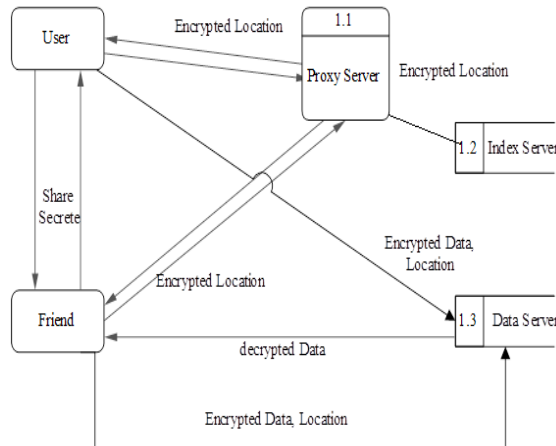 User
Encrypted Location
1.1
Proxy Server
Encrypted Location
1.2
Index Server
Share
Secrete
Encrypted Data,
Location
Encrypted Location
Friend
1.3
Data Server
decrypted Data
Encrypted Data, Location